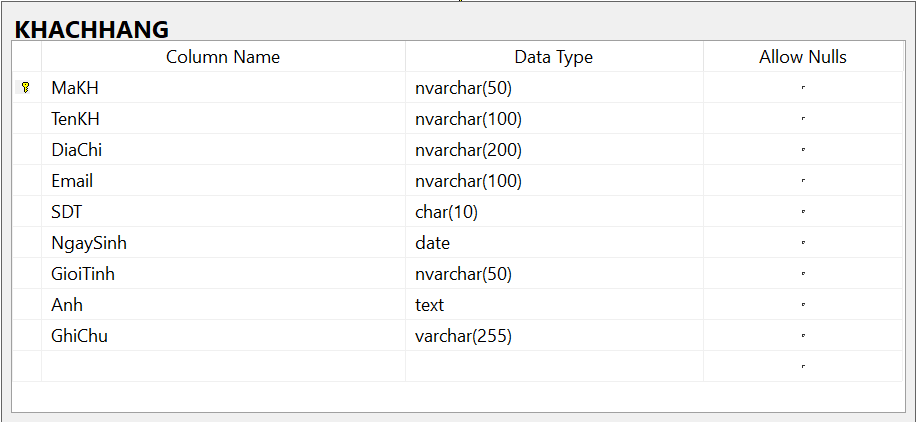 KHACHHANG
Column Name Data Type Allow Nulls
MaKH nvarchar(50)
TenKH nvarchar(100)
DiaChi nvarchar(200)
Email nvarchar(100)
SDT char(10)
NgaySinh date
GioiTinh nvarchar(50)
Anh text
GhiChu varchar(255)